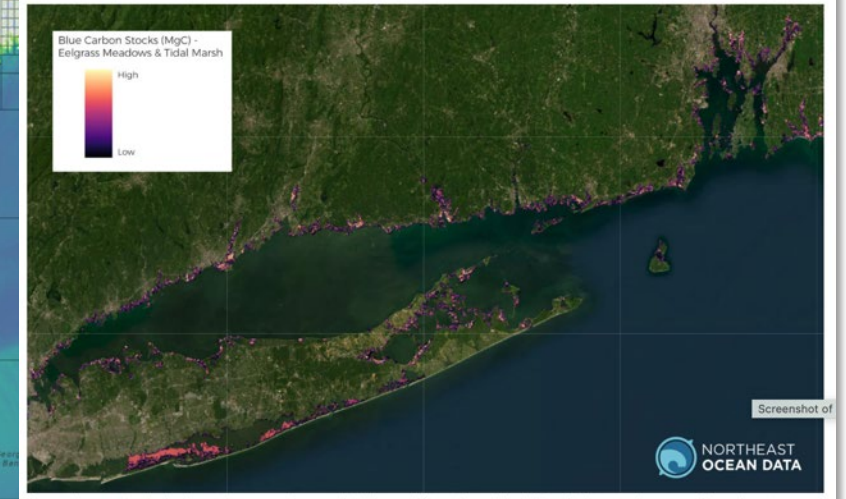 Blue Carbon Stocks (MgC) -
Eelgrass Meadows & Tidal Marsh
High
Low
Screenshot of
NORTHEAST
OCEAN DATA